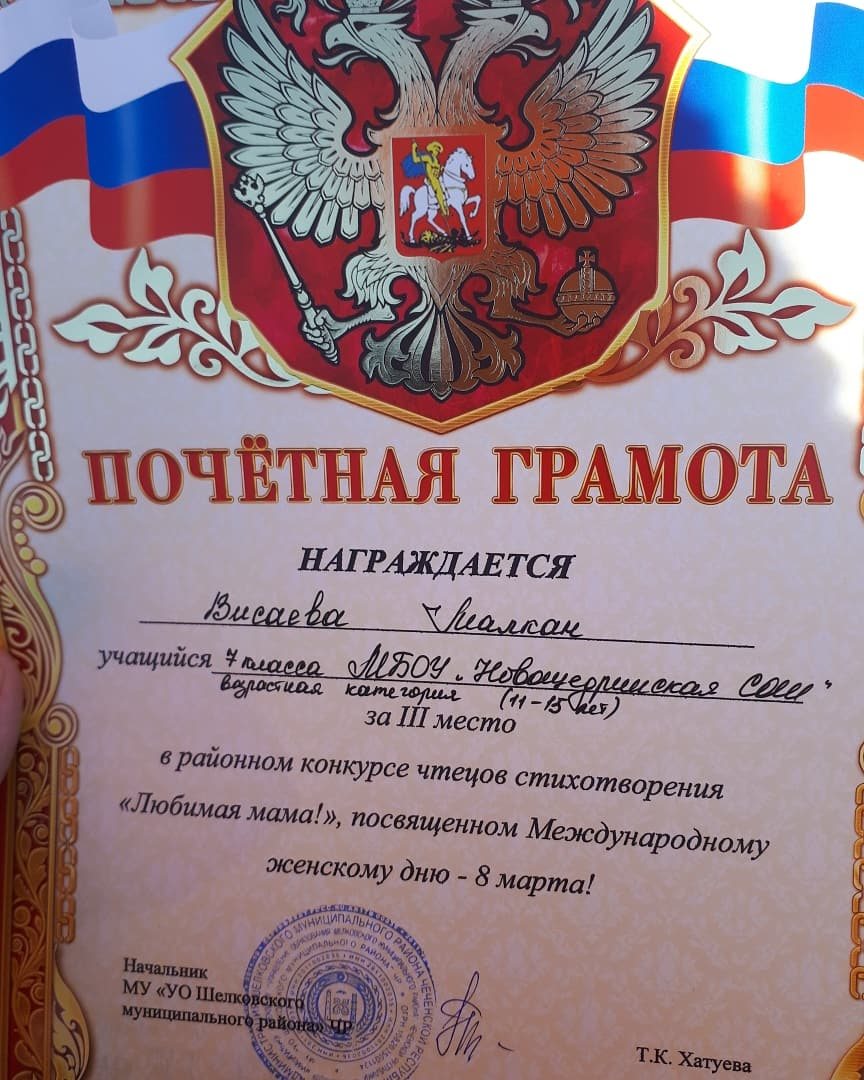 ПОЧЁТНАЯ ГРАМОТА
НАГРАЖДАЕТСЯ
Висаева Малкан
учащийся 7 класса МБОУ „Новощедринская СОШ"
возрастная категория (11-15 лет)
за III место
в районном конкурсе чтецов стихотворения
«Любимая мама!», посвященном Международному
женскому дню - 8 марта!
Начальник
МУ «УО Шелковского
муниципального района» ЧР
Т.К. Хатуева